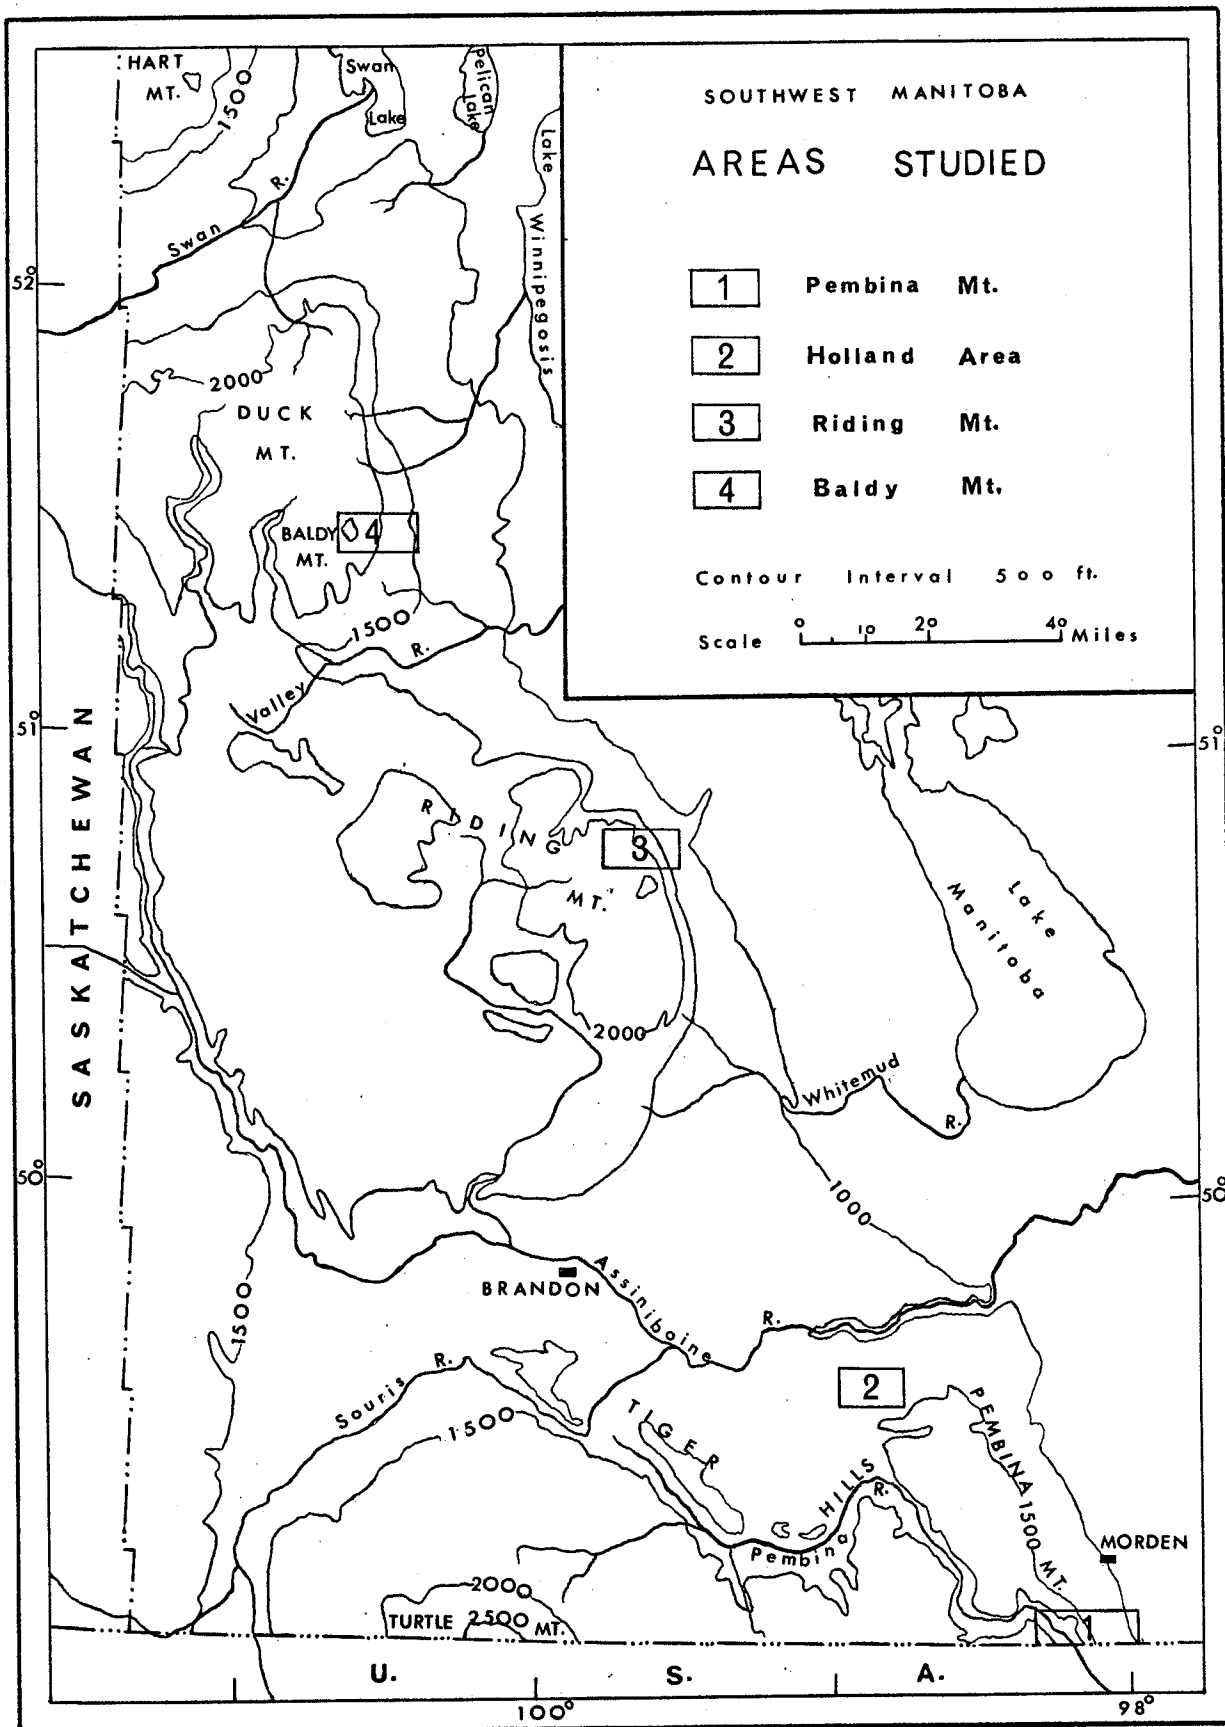 SOUTHWEST MANITOBA
AREAS STUDIED
1 Pembina Mt.
2 Holland Area
3 Riding Mt.
4 Baldy Mt.
Contour Interval 500 ft.
Scale 0 10 20 40 Miles
HART
MT.
1500
Swan
Lake
Pelican
Lake
Lake
Winnipegosis
Swan R.
52°
2000
DUCK
MT.
BALDY
MT.
4
1500
Valley R.
51°
51°
SASKATCHEWAN
RIDING
MT.
3
Lake
Manitoba
2000
Whitemud R.
50°
50°
1000
BRANDON
Assiniboine R.
1500
Souris R.
1500
TIGER
HILLS
2
PEMBINA
1500
MT.
Pembina R.
MORDEN
2000
TURTLE 2500 MT.
1
U. S. A.
100°
98°